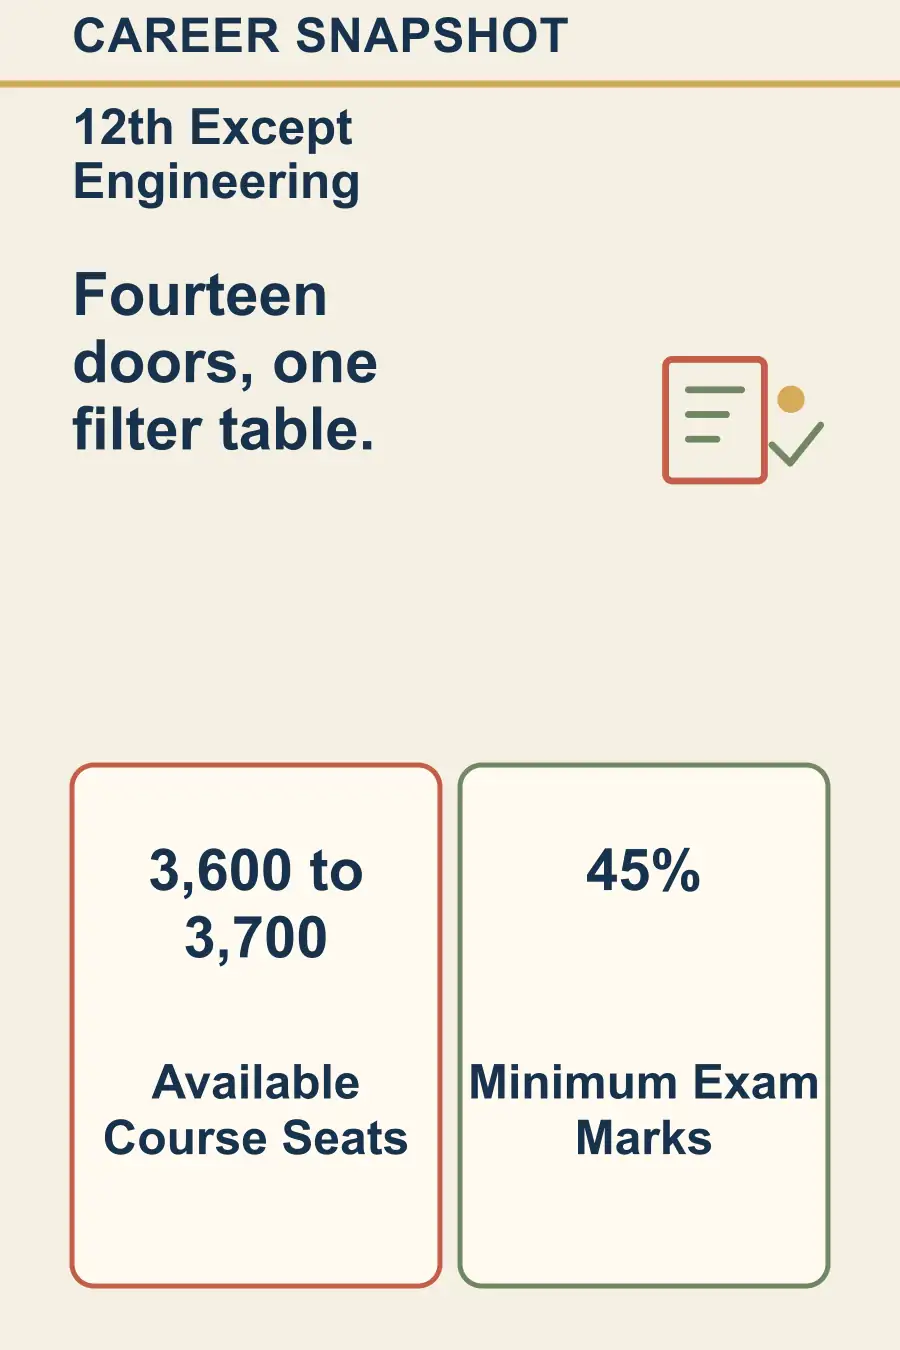 CAREER SNAPSHOT
12th Except
Engineering
Fourteen
doors, one
filter table.
3,600 to
3,700
Available
Course Seats
45%
Minimum Exam
Marks